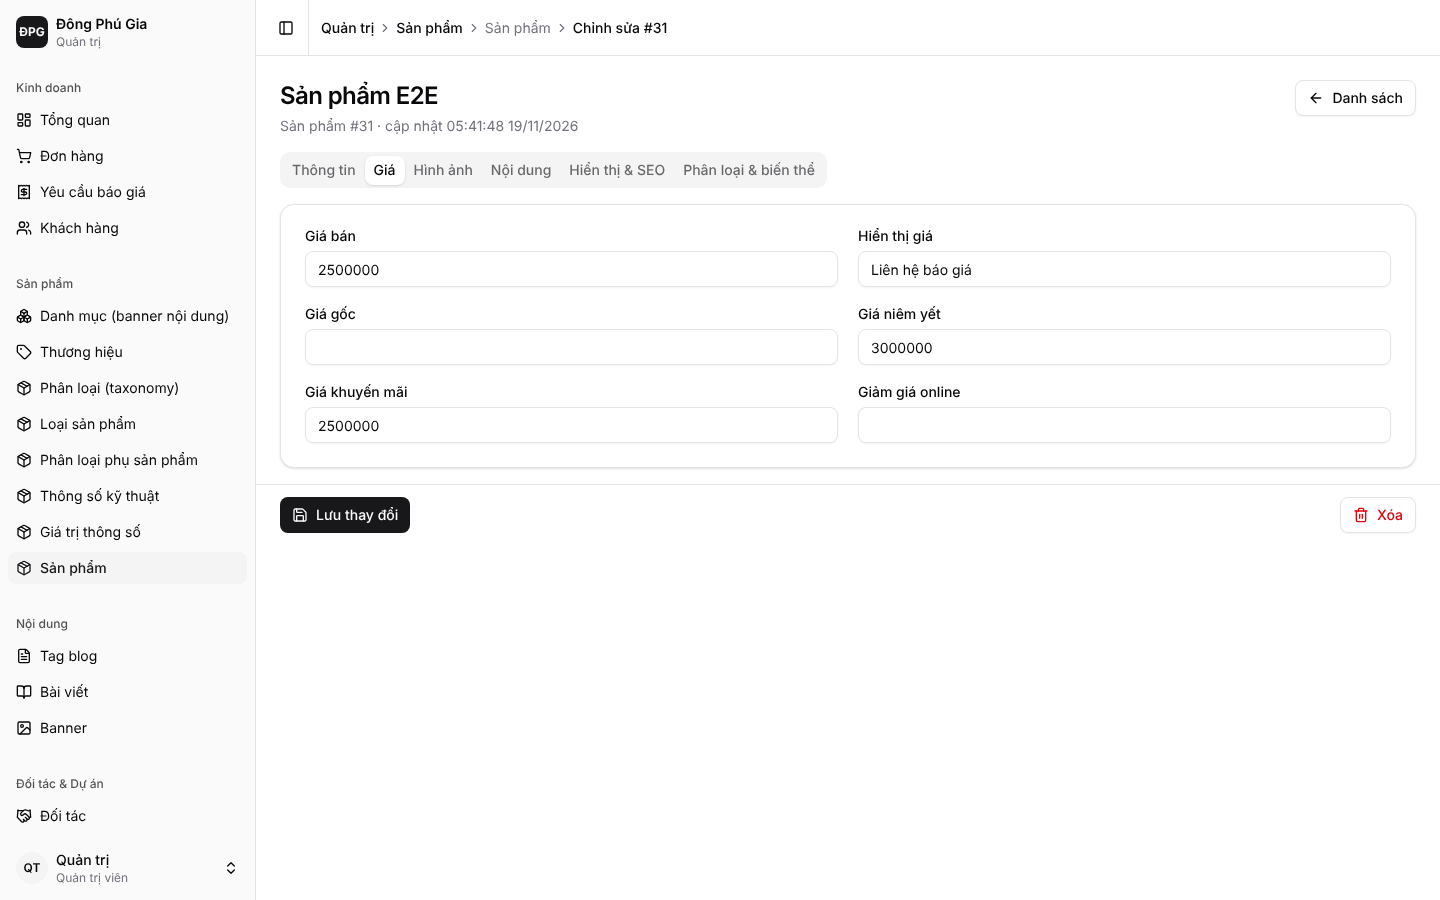 ĐPG
Đông Phú Gia
Quản trị
Kinh doanh
Tổng quan
Đơn hàng
Yêu cầu báo giá
Khách hàng
Sản phẩm
Danh mục (banner nội dung)
Thương hiệu
Phân loại (taxonomy)
Loại sản phẩm
Phân loại phụ sản phẩm
Thông số kỹ thuật
Giá trị thông số
Sản phẩm
Nội dung
Tag blog
Bài viết
Banner
Đối tác & Dự án
Đối tác
QT
Quản trị
Quản trị viên
Quản trị > Sản phẩm > Sản phẩm > Chỉnh sửa #31
Sản phẩm E2E
Sản phẩm #31 · cập nhật 05:41:48 19/11/2026
Danh sách
Thông tin Giá Hình ảnh Nội dung Hiển thị & SEO Phân loại & biến thể
Giá bán
2500000
Hiển thị giá
Liên hệ báo giá
Giá gốc
Giá niêm yết
3000000
Giá khuyến mãi
2500000
Giảm giá online
Lưu thay đổi
Xóa